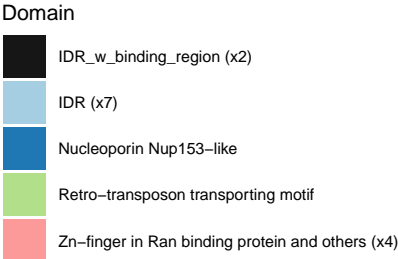 Domain
IDR_w_binding_region (x2)
IDR (x7)
Nucleoporin Nup153−like
Retro−transposon transporting motif
Zn−finger in Ran binding protein and others (x4)